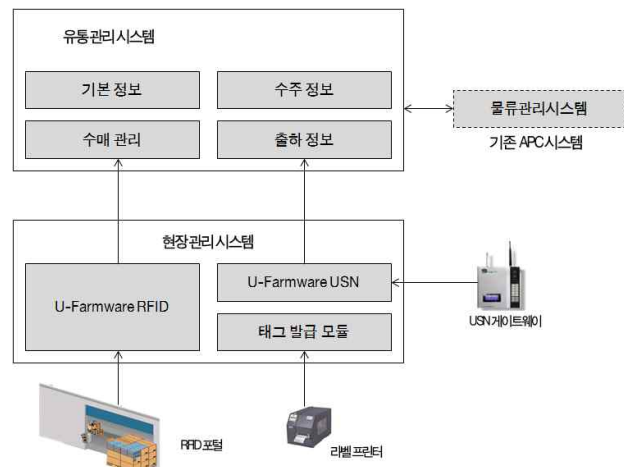 유통관리 시스템
기본 정보
수주 정보
수매 관리
출하 정보
물류관리시스템
기존 APC 시스템
현장관리 시스템
U-Farmware RFID
U-Farmware USN
태그 발급 모듈
USN 게이트웨이
RFID 포털
라벨 프린터